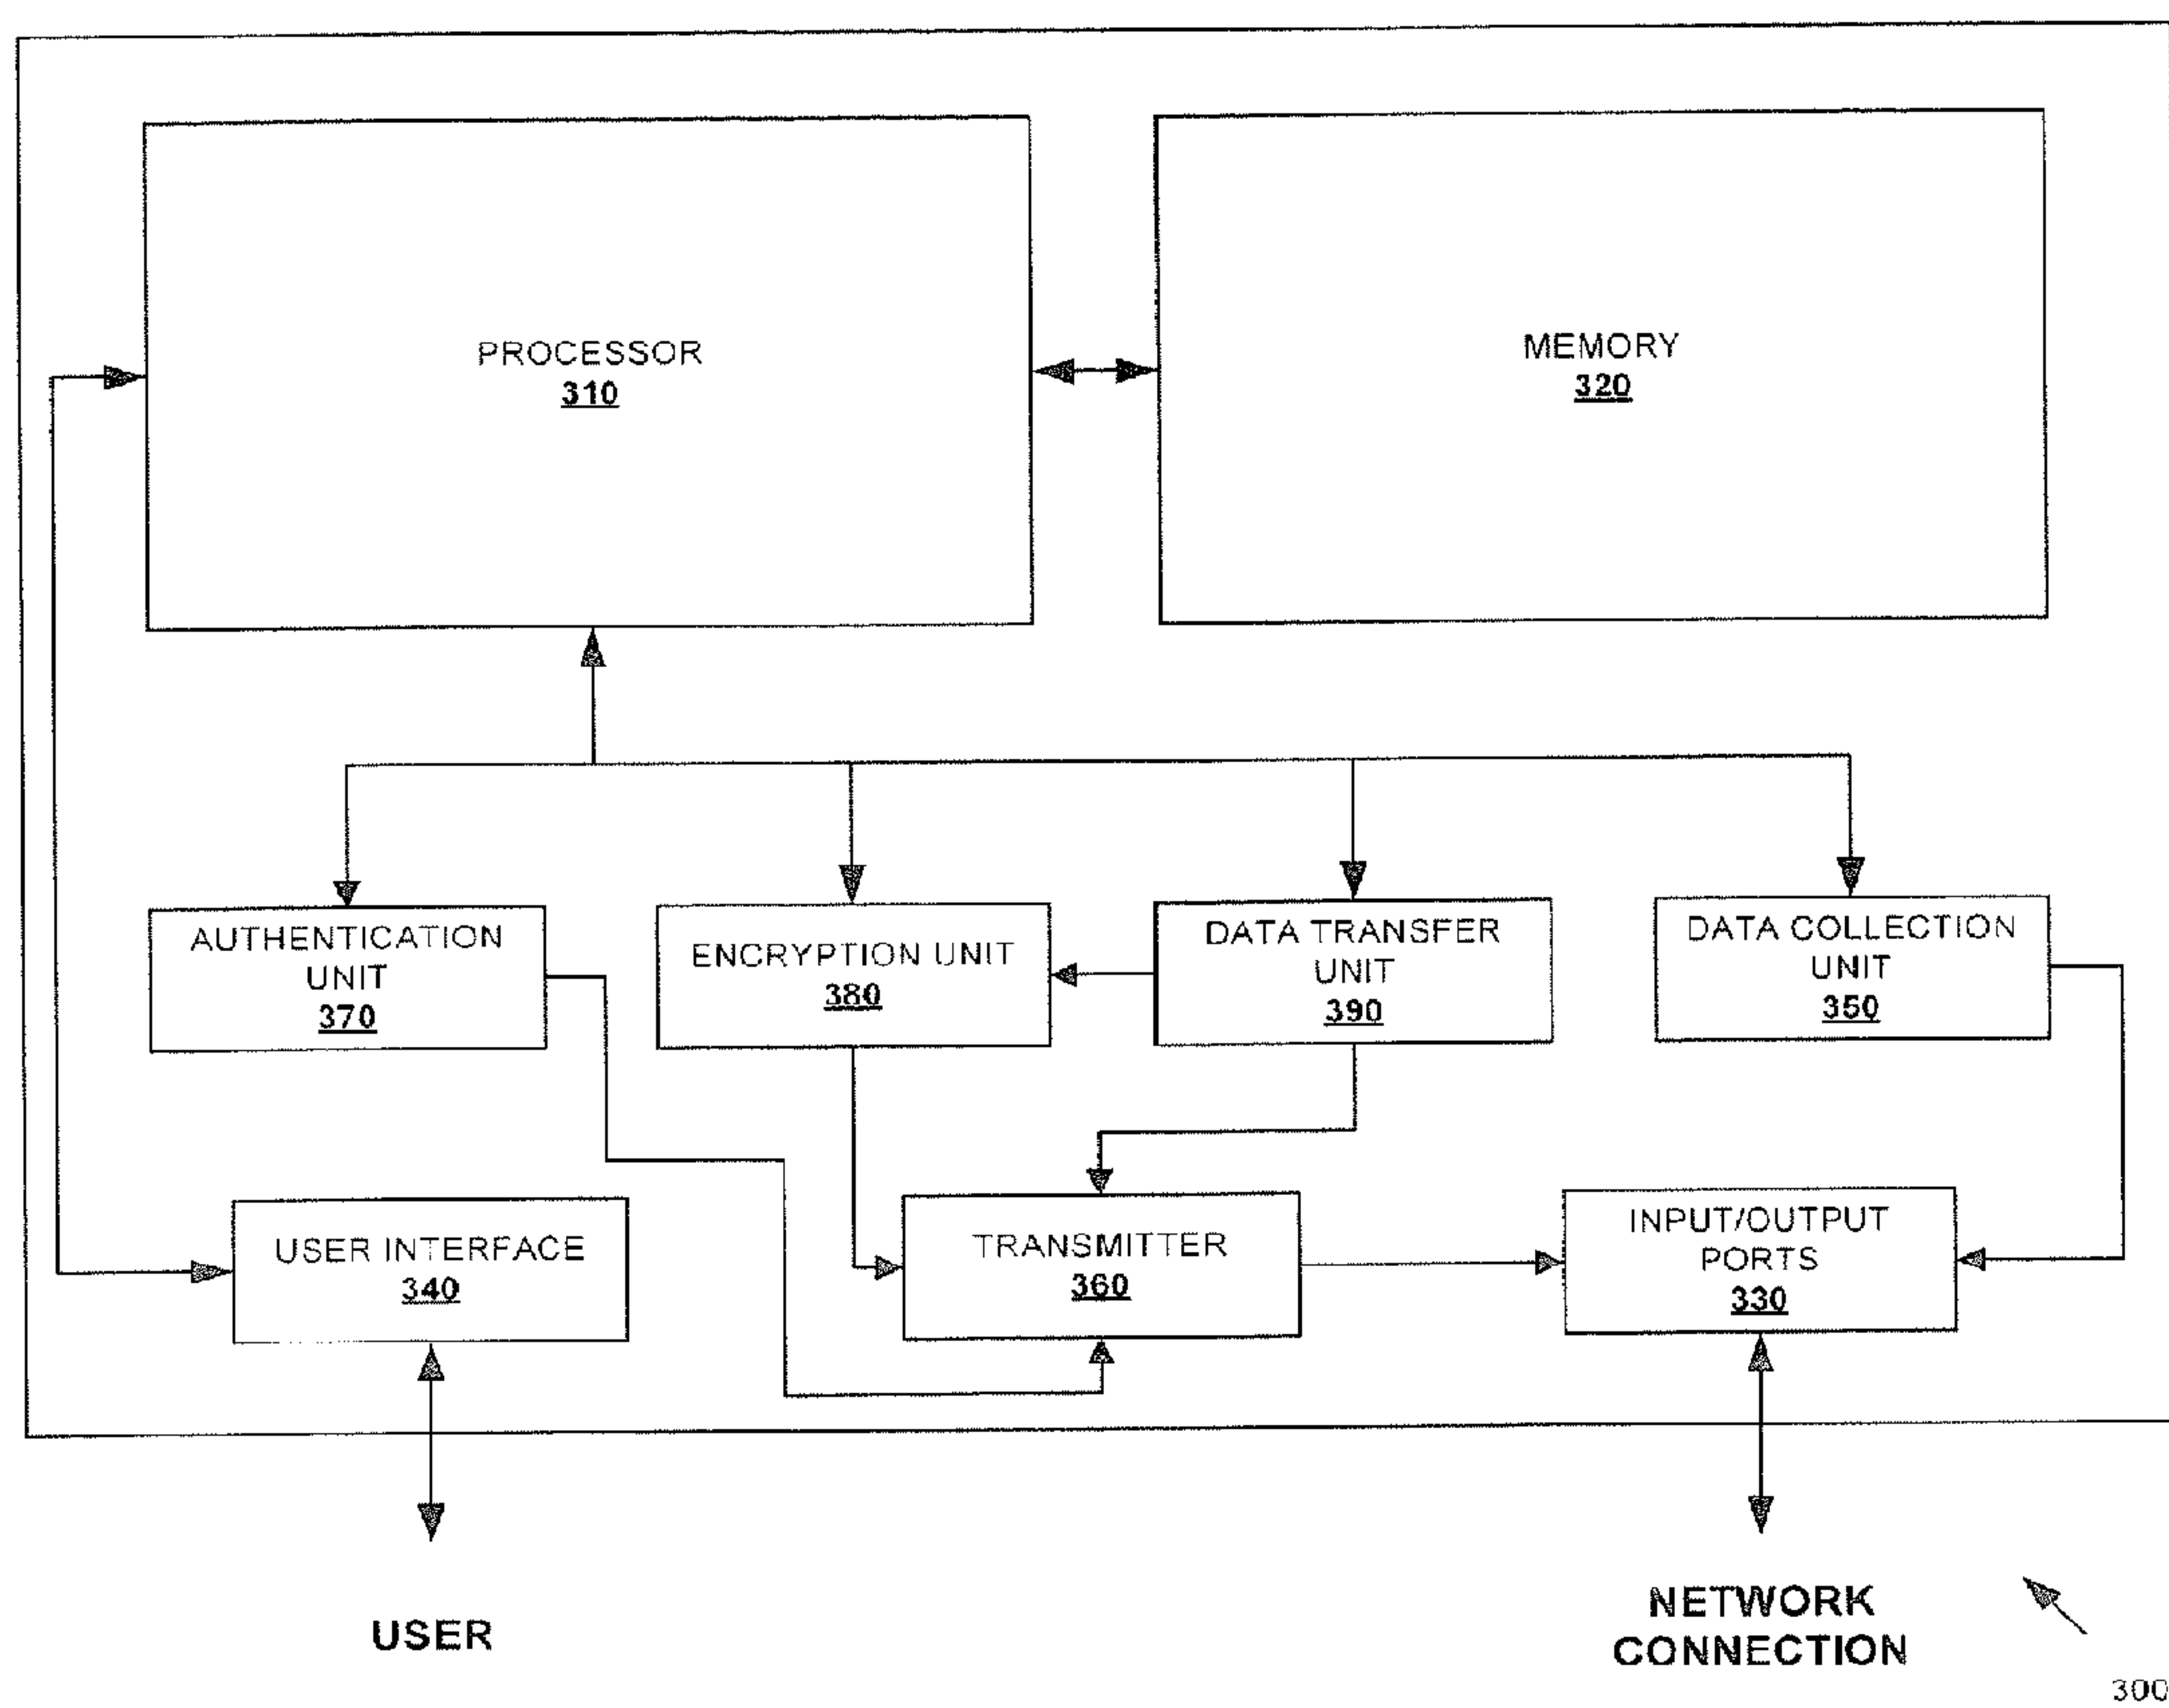 PROCESSOR
310
MEMORY
320
AUTHENTICATION
UNIT
370
ENCRYPTION UNIT
380
DATA TRANSFER
UNIT
390
DATA COLLECTION
UNIT
350
USER INTERFACE
340
TRANSMITTER
360
INPUT/OUTPUT
PORTS
330
USER
NETWORK
CONNECTION
300